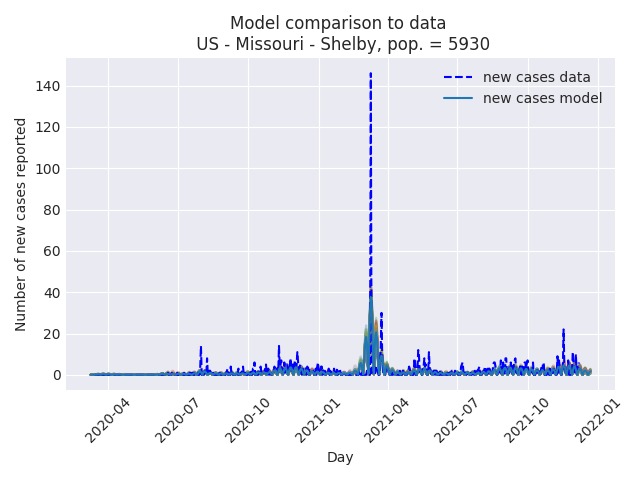 Model comparison to data
US - Missouri - Shelby, pop. = 5930
new cases data
new cases model
Number of new cases reported
140
120
100
80
60
40
20
0
2020-04
2020-07
2020-10
2021-01
2021-04
2021-07
2021-10
2022-01
Day